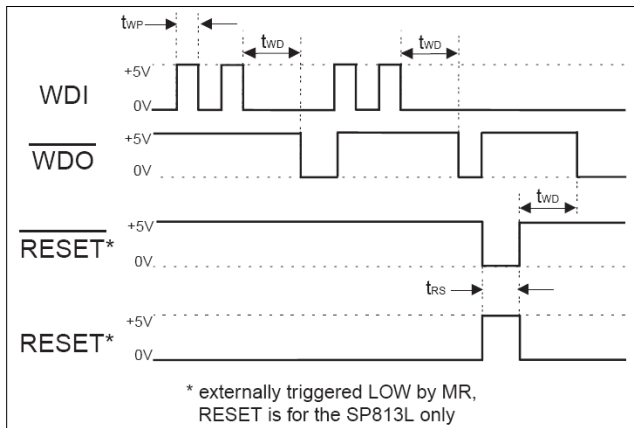 tWP
tWD
tWD
+5V
WDI
0V
+5V
WDO
0V
tWD
+5V
RESET*
0V
tRS
+5V
RESET*
0V
* externally triggered LOW by MR,
RESET is for the SP813L only